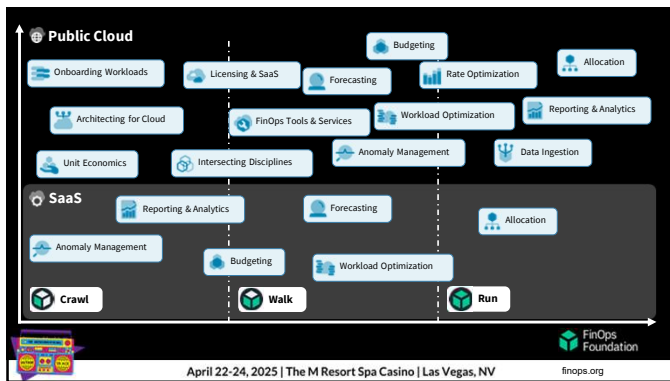 Public Cloud
Budgeting
Onboarding Workloads
Licensing & SaaS
Forecasting
Rate Optimization
Allocation
Architecting for Cloud
FinOps Tools & Services
Workload Optimization
Reporting & Analytics
Unit Economics
Intersecting Disciplines
Anomaly Management
Data Ingestion
SaaS
Reporting & Analytics
Forecasting
Allocation
Anomaly Management
Budgeting
Workload Optimization
Crawl
Walk
Run
FinOps
Foundation
April 22-24, 2025 | The M Resort Spa Casino | Las Vegas, NV
finops.org